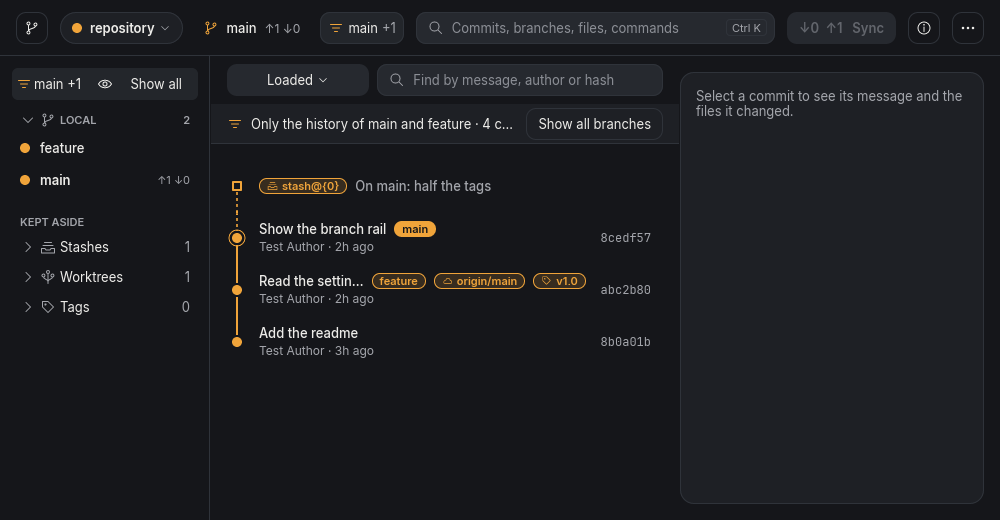 repository
main ↑1 ↓0
main +1
Commits, branches, files, commands
Ctrl K
↓0 ↑1 Sync
main +1
Show all
LOCAL 2
feature
main ↑1 ↓0
KEPT ASIDE
Stashes 1
Worktrees 1
Tags 0
Loaded
Find by message, author or hash
Only the history of main and feature · 4 c...
Show all branches
stash@{0} On main: half the tags
Show the branch rail main
Test Author · 2h ago
8cedf57
Read the settin... feature origin/main v1.0
Test Author · 2h ago
abc2b80
Add the readme
Test Author · 3h ago
8b0a01b
Select a commit to see its message and the
files it changed.